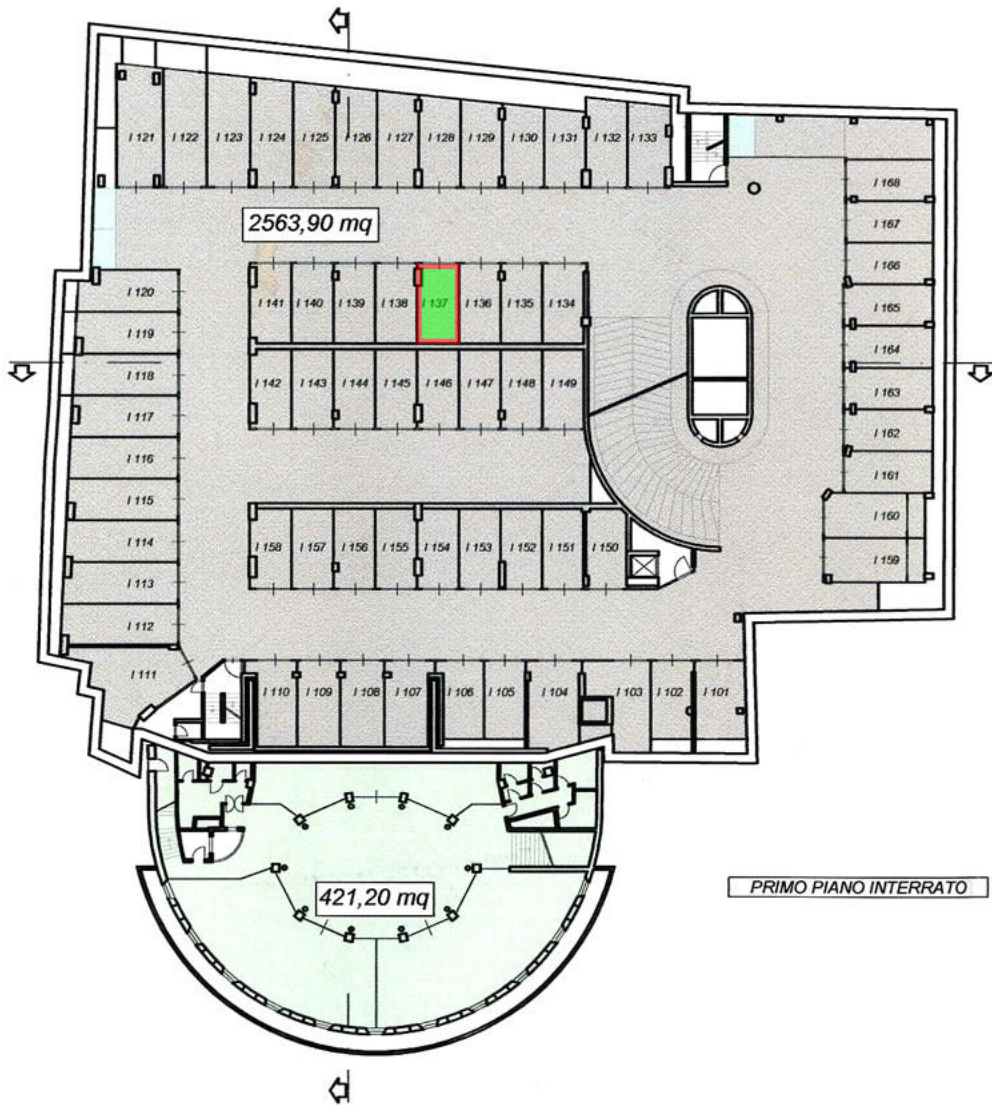 I 121
I 122
I 123
I 124
I 125
I 126
I 127
I 128
I 129
I 130
I 131
I 132
I 133
I 168
I 167
2563,90 mq
I 166
I 120
I 141
I 140
I 139
I 138
I 137
I 136
I 135
I 134
I 165
I 119
I 164
I 118
I 142
I 143
I 144
I 145
I 146
I 147
I 148
I 149
I 163
I 117
I 162
I 116
I 161
I 115
I 160
I 114
I 158
I 157
I 156
I 155
I 154
I 153
I 152
I 151
I 150
I 159
I 113
I 112
I 111
I 110
I 109
I 108
I 107
I 106
I 105
I 104
I 103
I 102
I 101
421,20 mq
PRIMO PIANO INTERRATO